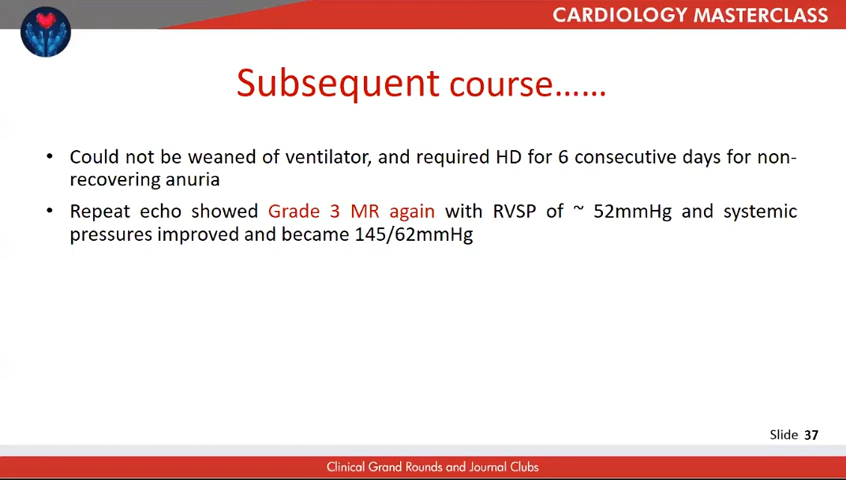 CARDIOLOGY MASTERCLASS
Subsequent course......
• Could not be weaned of ventilator, and required HD for 6 consecutive days for non-
recovering anuria
• Repeat echo showed Grade 3 MR again with RVSP of ~ 52mmHg and systemic
pressures improved and became 145/62mmHg
Slide 37
Clinical Grand Rounds and Journal Clubs